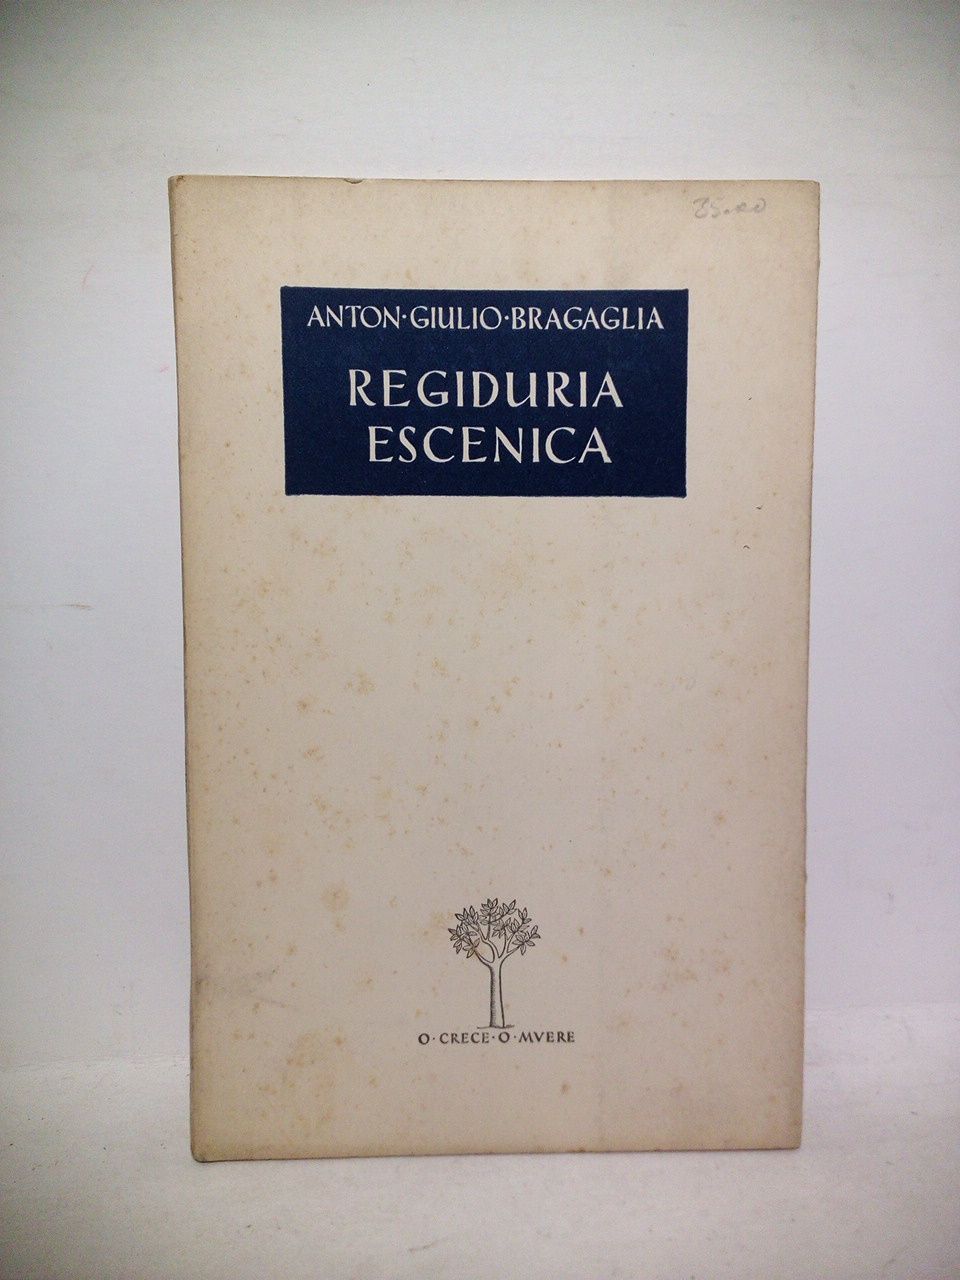 ANTON·GIULIO·BRAGAGLIA
REGIDURIA
ESCENICA
O·CRECE·O·MVERE